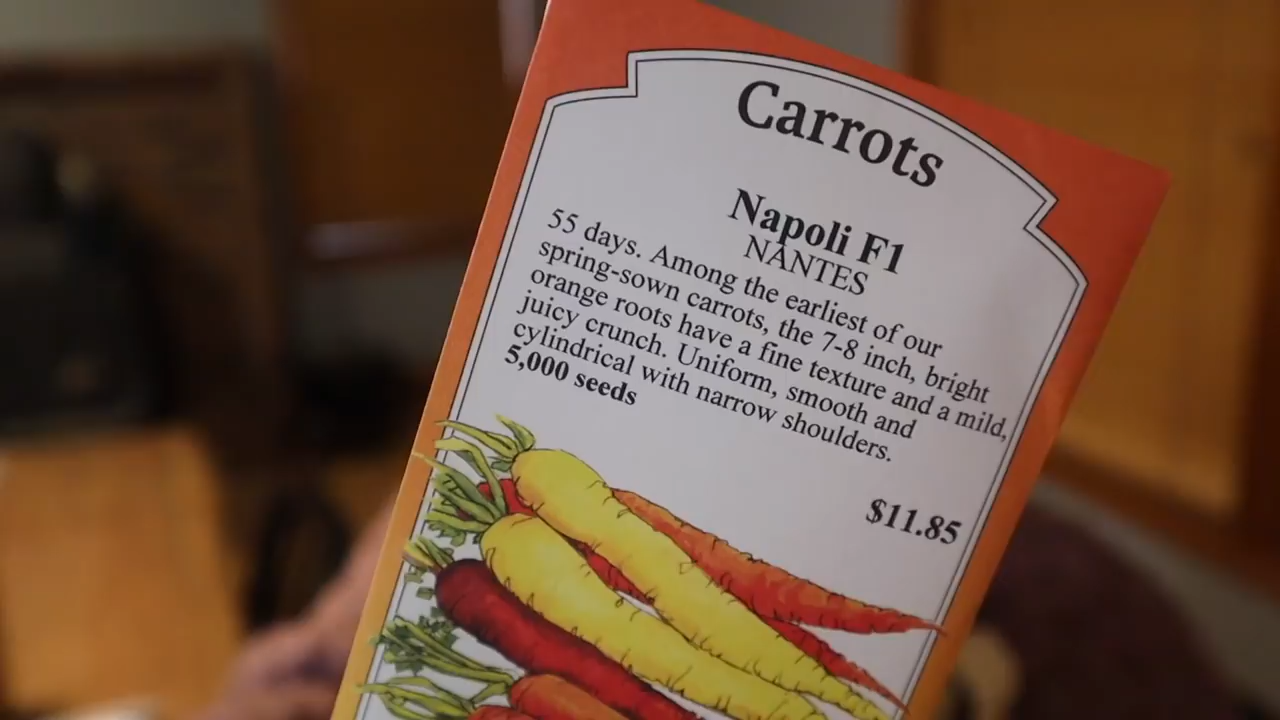 Carrots
Napoli F1
NANTES
55 days. Among the earliest of our
spring-sown carrots, the 7-8 inch, bright
orange roots have a fine texture and a mild,
juicy crunch. Uniform, smooth and
cylindrical with narrow shoulders.
5,000 seeds
$11.85